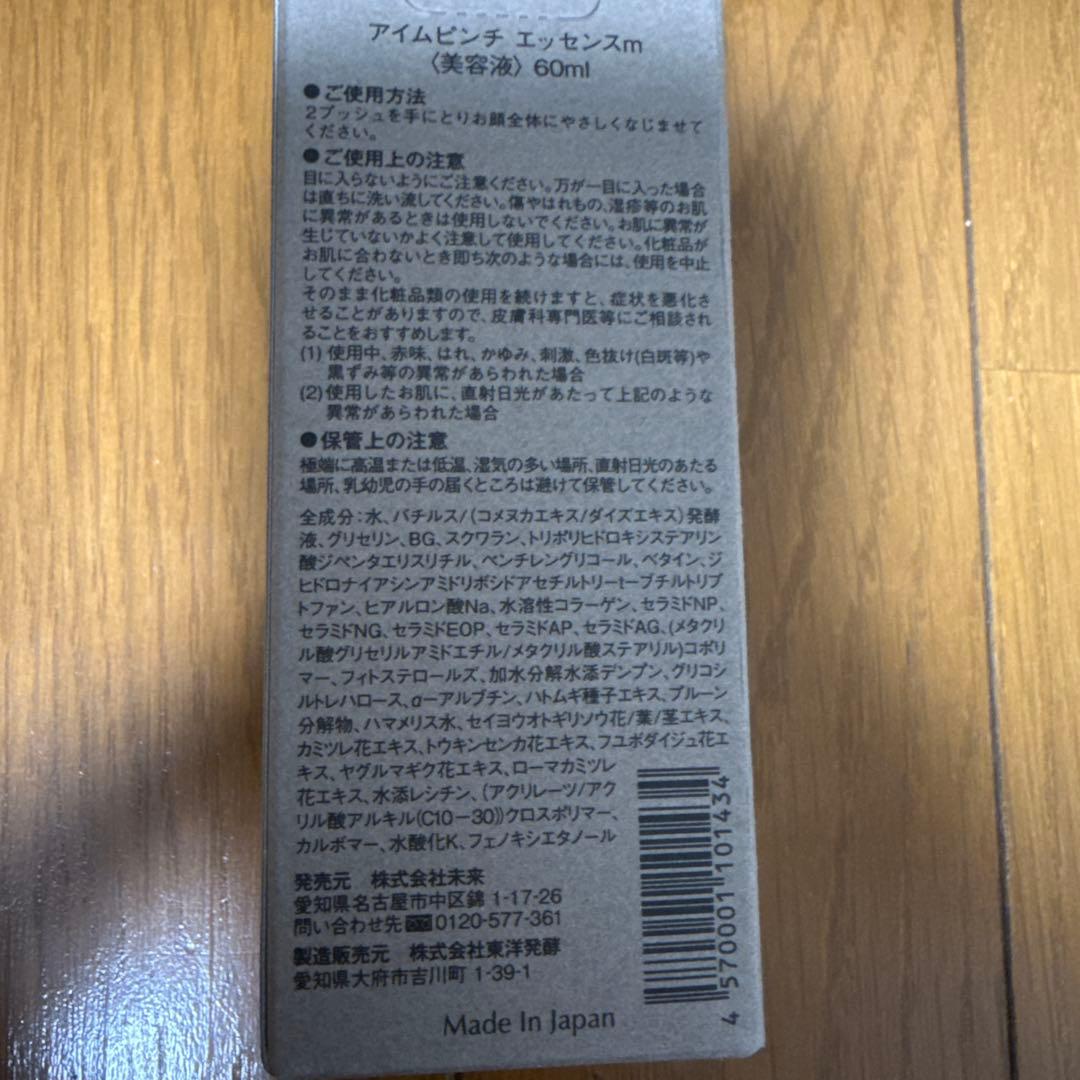 アイムピンチ エッセンスm
〈美容液〉60ml
●ご使用方法
2プッシュを手にとりお顔全体にやさしくなじませて
ください。
●ご使用上の注意
目に入らないようにご注意ください。万が一目に入った場合
は直ちに洗い流してください。傷やはれもの、湿疹等のお肌
に異常があるときは使用しないでください。お肌に異常が
生じていないかよく注意して使用してください。化粧品が
お肌に合わないとき即ち次のような場合には、使用を中止
してください。
そのまま化粧品類の使用を続けますと、症状を悪化さ
せることがありますので、皮膚科専門医等にご相談され
ることをおすすめします。
(1) 使用中、赤味、はれ、かゆみ、刺激、色抜け(白斑等)や
黒ずみ等の異常があらわれた場合
(2)使用したお肌に、直射日光があたって上記のような
異常があらわれた場合
●保管上の注意
極端に高温または低温、湿気の多い場所、直射日光のあたる
場所、乳幼児の手の届くところは避けて保管してください。
全成分：水、バチルス/(コメヌカエキス/ダイズエキス)発酵
液、グリセリン、BG、スクワラン、トリポリヒドロキシステアリン
酸ジペンタエリスリチル、ペンチレングリコール、ベタイン、ジ
ヒドロナイアシンアミドリボシドアセチルトリーtーブチルトリプ
トファン、ヒアルロン酸Na、水溶性コラーゲン、セラミドNP、
セラミドNG、セラミドEOP、セラミドAP、セラミドAG、(メタクリ
ル酸グリセリルアミドエチル/メタクリル酸ステアリル)コポリ
マー、フィトステロールズ、加水分解水添デンプン、グリコシ
ルトレハロース、α－アルブチン、ハトムギ種子エキス、プルーン
分解物、ハマメリス水、セイヨウオトギリソウ花/葉/茎エキス、
カミツレ花エキス、トウキンセンカ花エキス、フユボダイジュ花エ
キス、ヤグルマギク花エキス、ローマカミツレ
花エキス、水添レシチン、(アクリレーツ/アク
リル酸アルキル(C10－30))クロスポリマー、
カルボマー、水酸化K、フェノキシエタノール
発売元 株式会社未来
愛知県名古屋市中区錦 1-17-26
問い合わせ先 0120-577-361
製造販売元 株式会社東洋発酵
愛知県大府市吉川町 1-39-1
Made In Japan
4 570001 101434